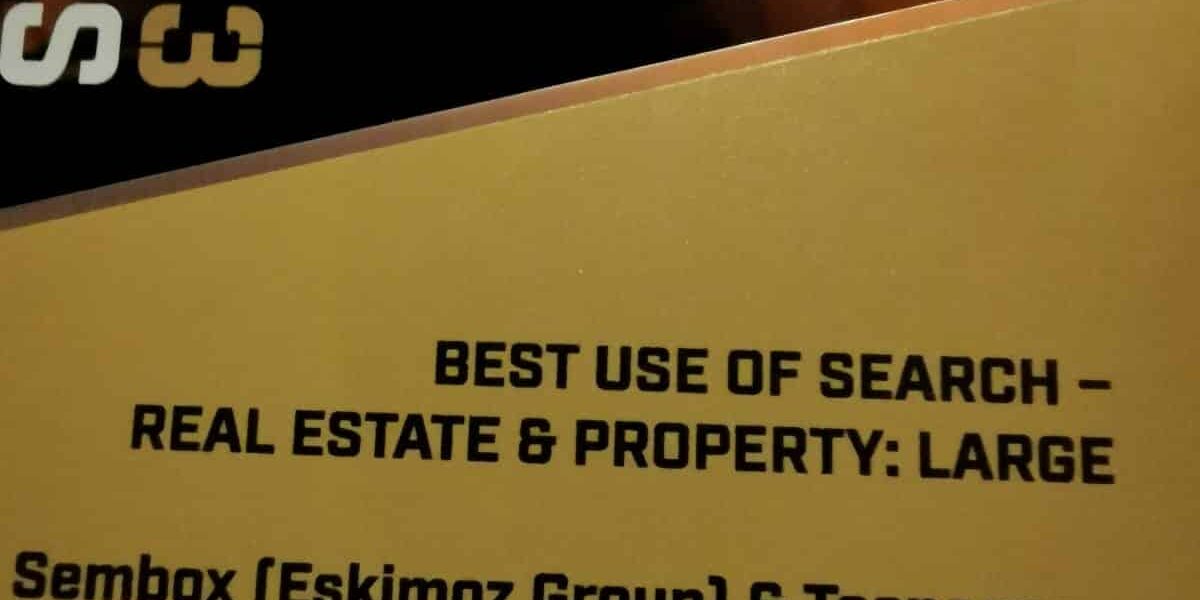 BEST USE OF SEARCH –
REAL ESTATE & PROPERTY: LARGE
Sembox [Eskimoz Group] &